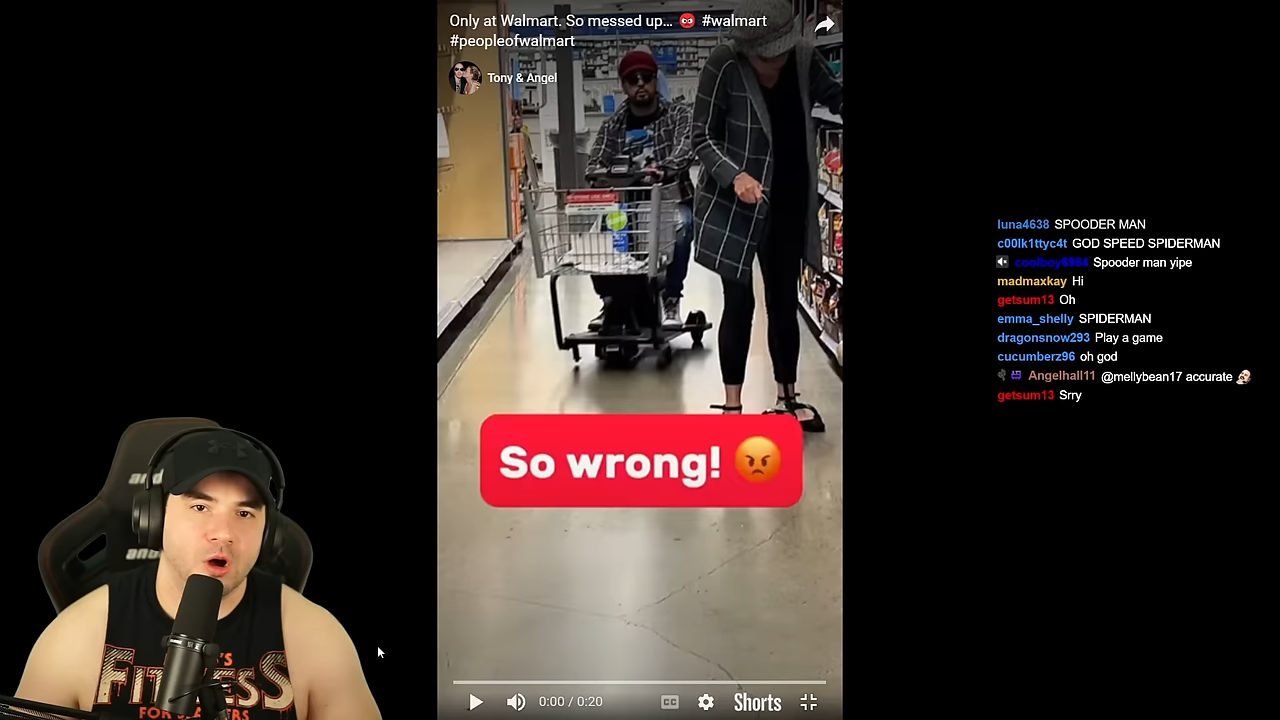 Only at Walmart. So messed up... #walmart
#peopleofwalmart
Tony & Angel
So wrong!
0:00 / 0:20
CC
Shorts
luna4638 SPOODER MAN
c00lk1ttyc4t GOD SPEED SPIDERMAN
Spooder man yipe
madmaxkay Hi
getsum13 Oh
emma_shelly SPIDERMAN
dragonsnow293 Play a game
cucumberz96 oh god
Angelhall11 @mellybean17 accurate
getsum13 Srry
FITNESS